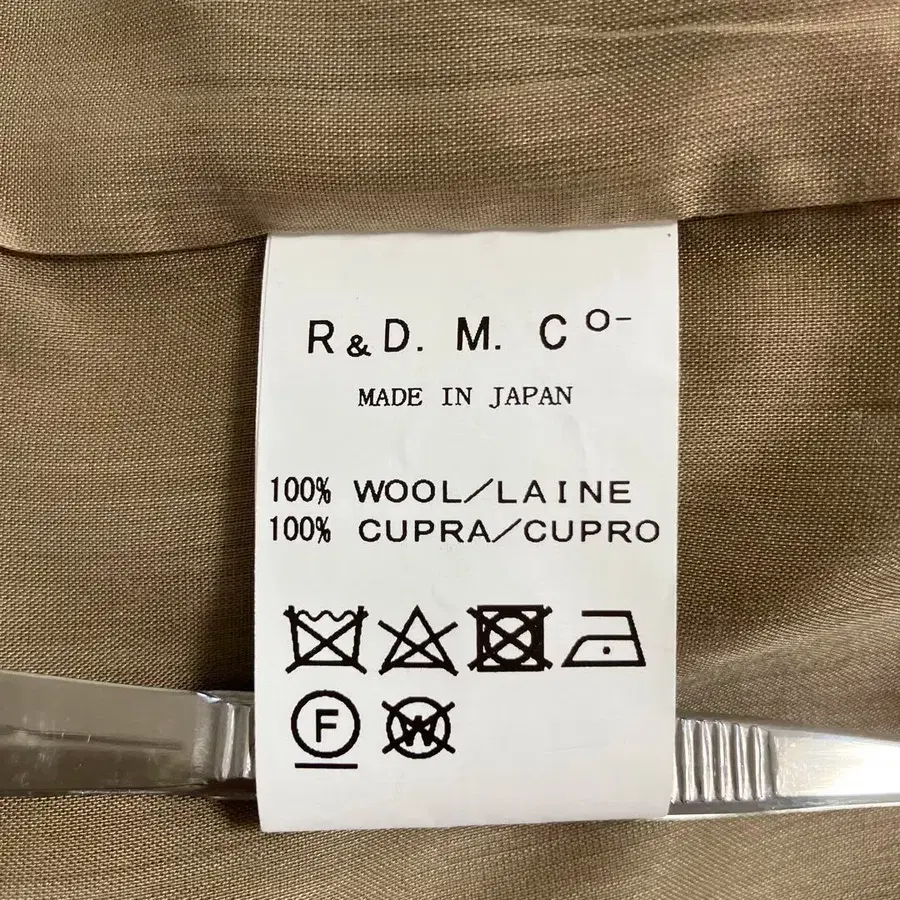 R&D. M. Co-
MADE IN JAPAN
100% WOOL/LAINE
100% CUPRA/CUPRO
F W